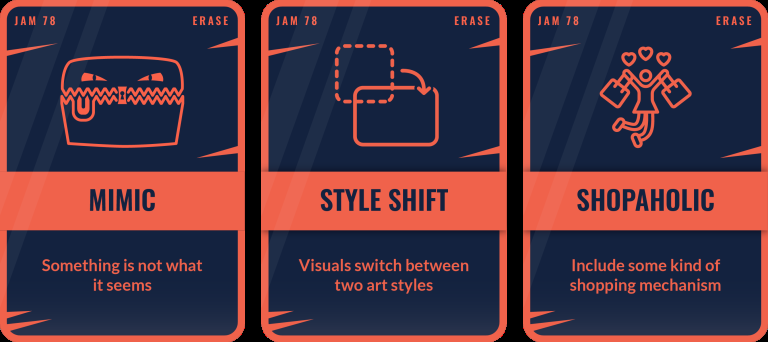 JAM 78 ERASE
MIMIC
Something is not what
it seems
JAM 78 ERASE
STYLE SHIFT
Visuals switch between
two art styles
JAM 78 ERASE
SHOPAHOLIC
Include some kind of
shopping mechanism